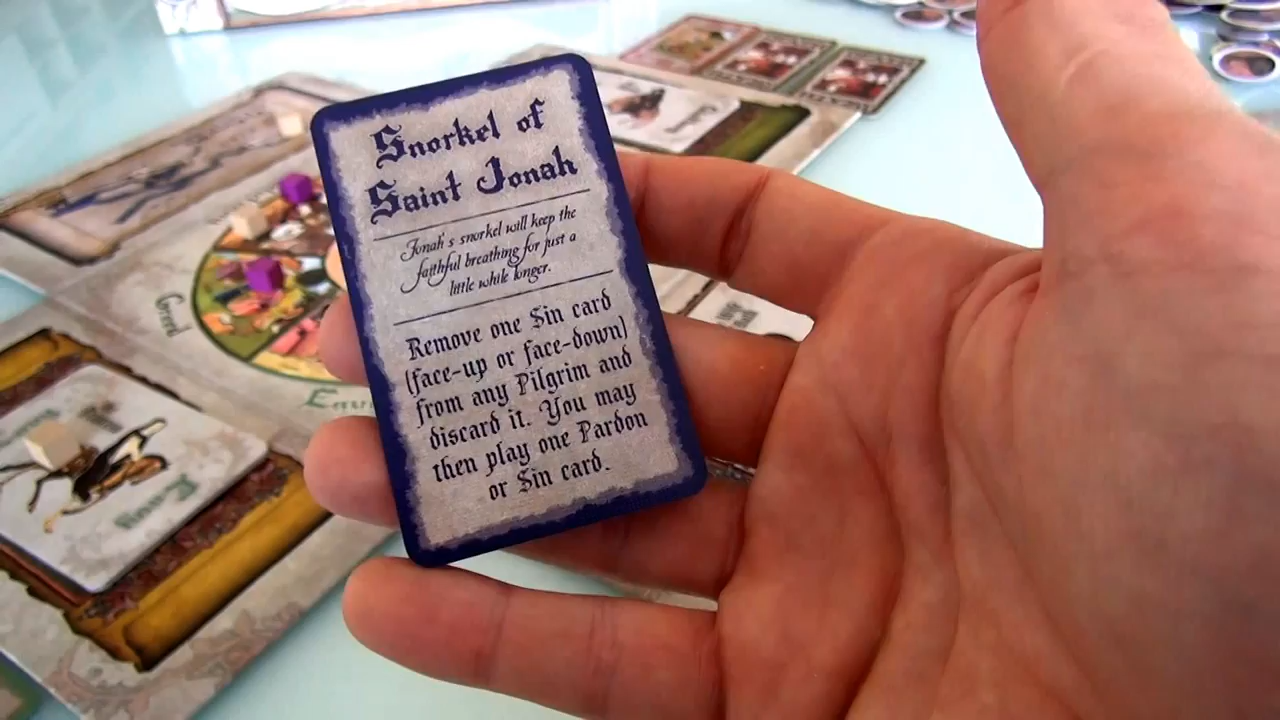 Snorkel of
Saint Jonah
Jonah's snorkel will keep the
faithful breathing for just a
little while longer.
Remove one Sin card
(face-up or face-down)
from any Pilgrim and
discard it. You may
then play one Pardon
or Sin card.
Greed